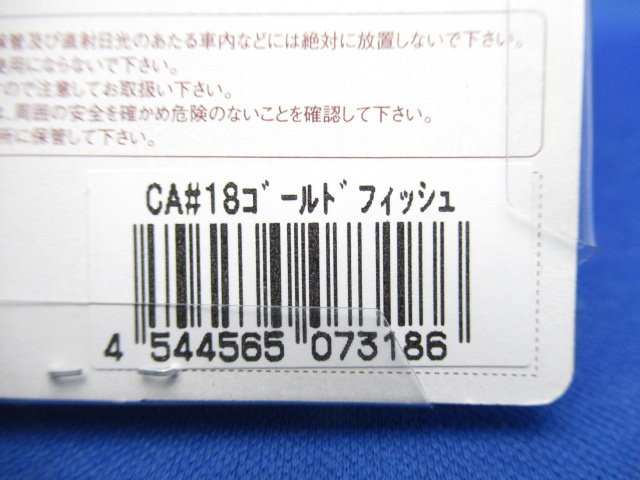 保管及び直射日光のあたる車内などには絶対に放置しないで下さい。
使用にならないで下さい。
ので注意してお取扱い下さい。
は、周囲の安全を確かめ危険のないことを確認して下さい。
所に保管して下さい。
CA#18ゴールドフィッシュ
4 544565 073186